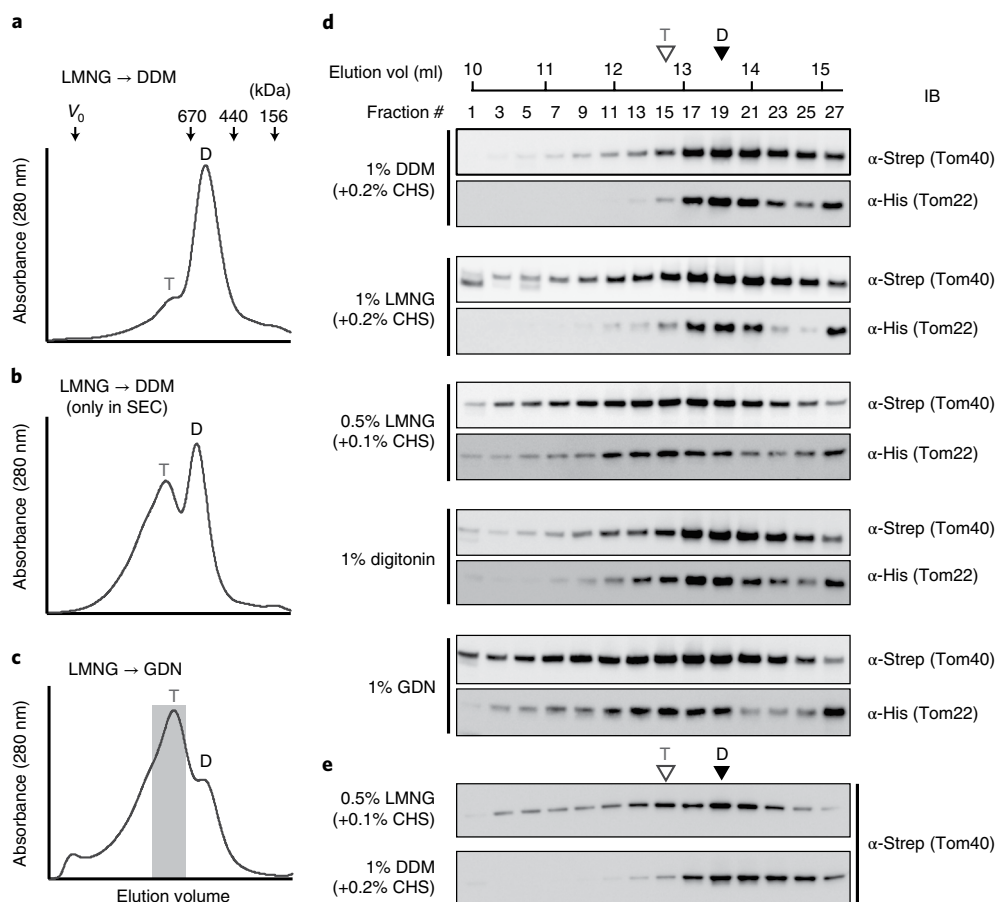 a
LMNG → DDM
(kDa)
V0
670 440 156
D
T
Absorbance (280 nm)
b
LMNG → DDM
(only in SEC)
D
T
Absorbance (280 nm)
c
LMNG → GDN
T
D
Absorbance (280 nm)
Elution volume
d
T D
Elution vol (ml) 10 11 12 13 14 15
IB
Fraction # 1 3 5 7 9 11 13 15 17 19 21 23 25 27
1% DDM
(+0.2% CHS)
α-Strep (Tom40)
α-His (Tom22)
1% LMNG
(+0.2% CHS)
α-Strep (Tom40)
α-His (Tom22)
0.5% LMNG
(+0.1% CHS)
α-Strep (Tom40)
α-His (Tom22)
1% digitonin
α-Strep (Tom40)
α-His (Tom22)
1% GDN
α-Strep (Tom40)
α-His (Tom22)
e
T D
0.5% LMNG
(+0.1% CHS)
1% DDM
(+0.2% CHS)
α-Strep (Tom40)